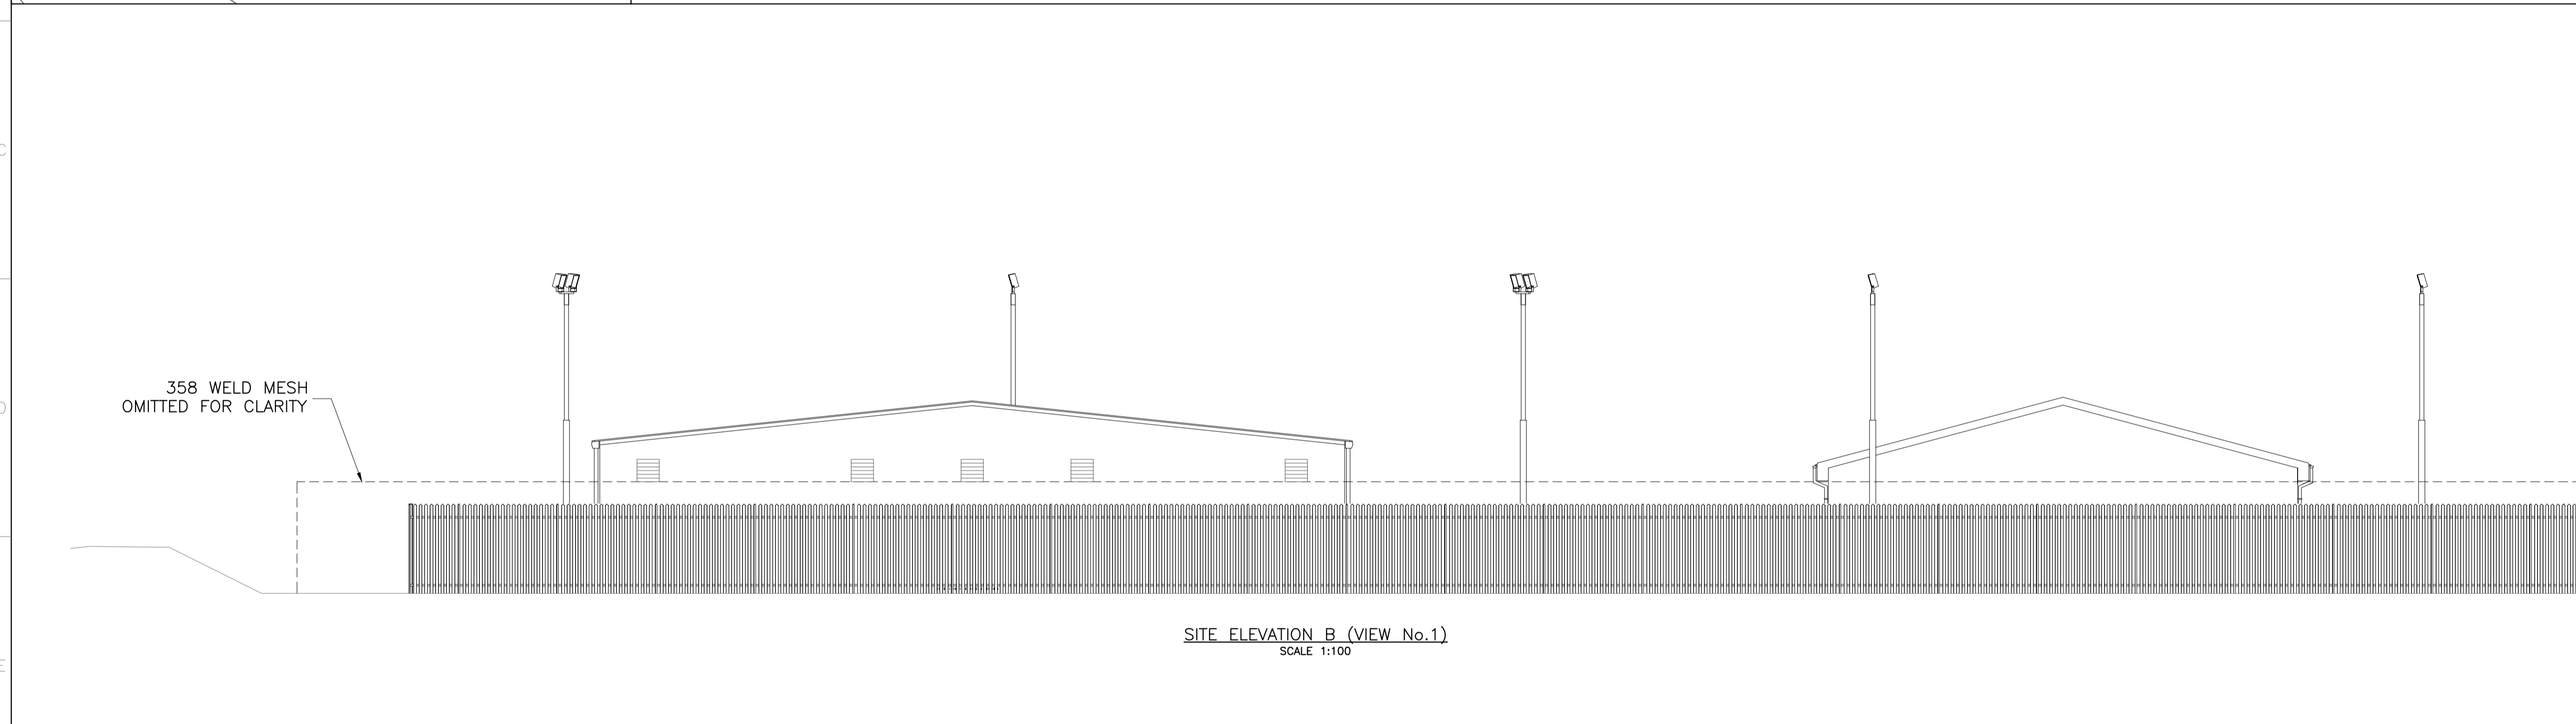 C
358 WELD MESH
OMITTED FOR CLARITY
D
SITE ELEVATION B (VIEW No.1)
SCALE 1:100
E